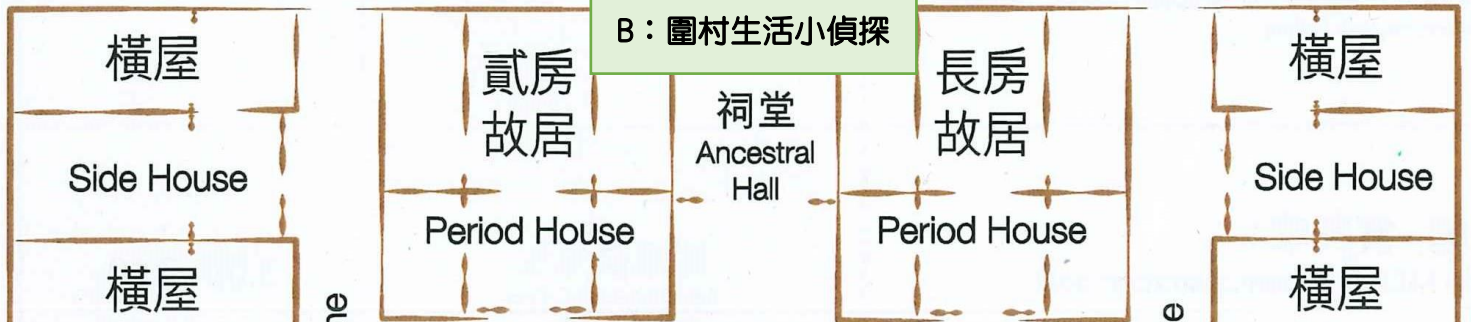 B：圍村生活小偵探
橫屋
Side House
橫屋
貳房
故居
Period House
祠堂
Ancestral
Hall
長房
故居
Period House
橫屋
Side House
橫屋